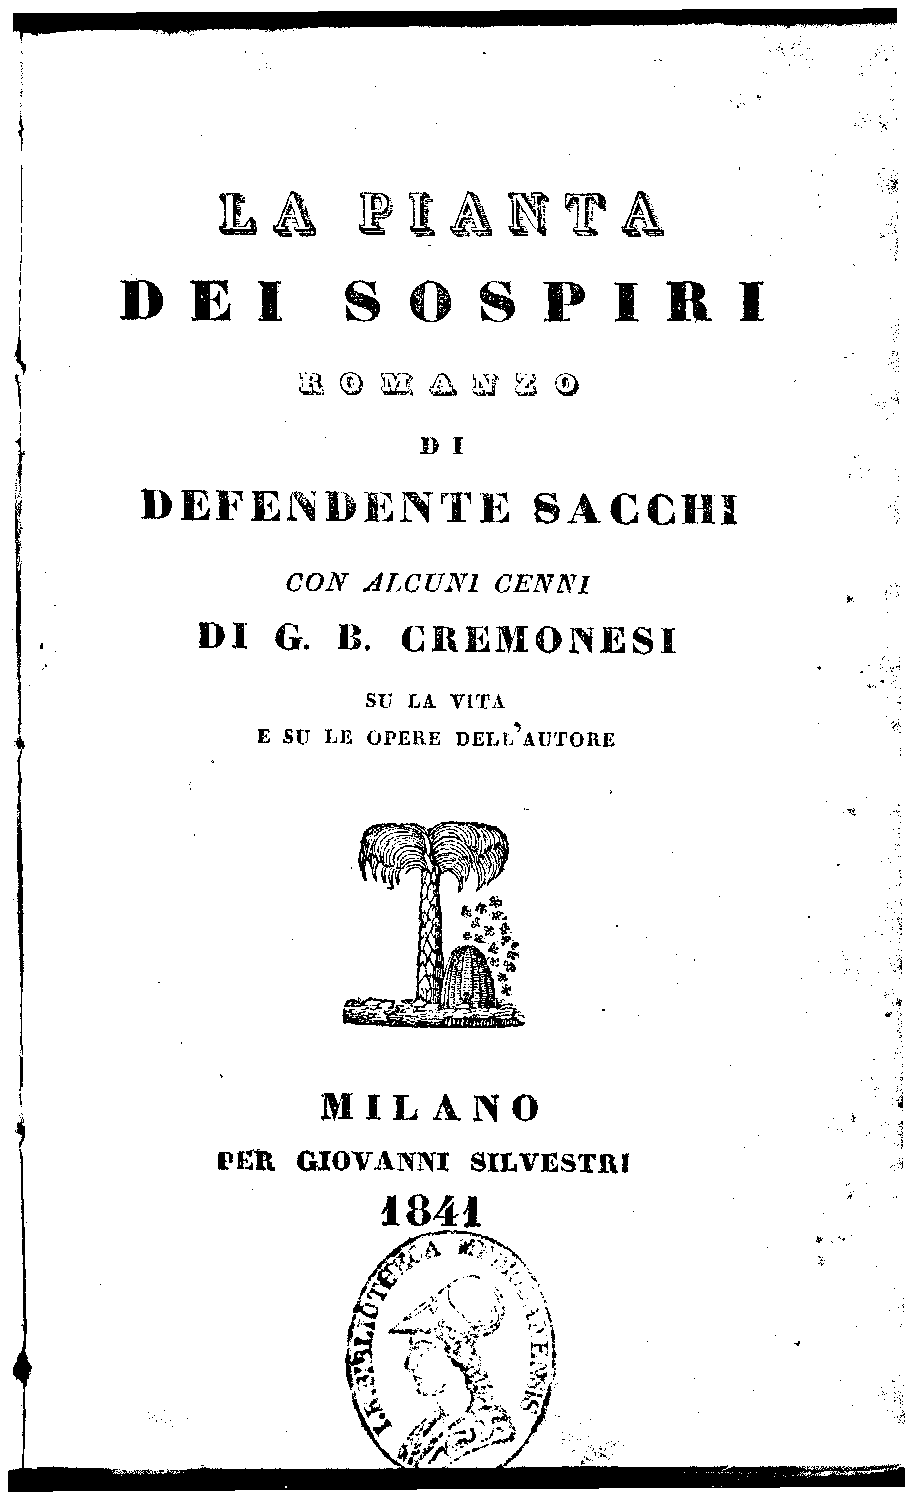 LA PIANTA
DEI SOSPIRI
ROMANZO
DI
DEFENDENTE SACCHI
CON ALCUNI CENNI
DI G. B. CREMONESI
SU LA VITA
E SU LE OPERE DELL'AUTORE
MILANO
PER GIOVANNI SILVESTRI
1841
I.R. BIBLIOTECA